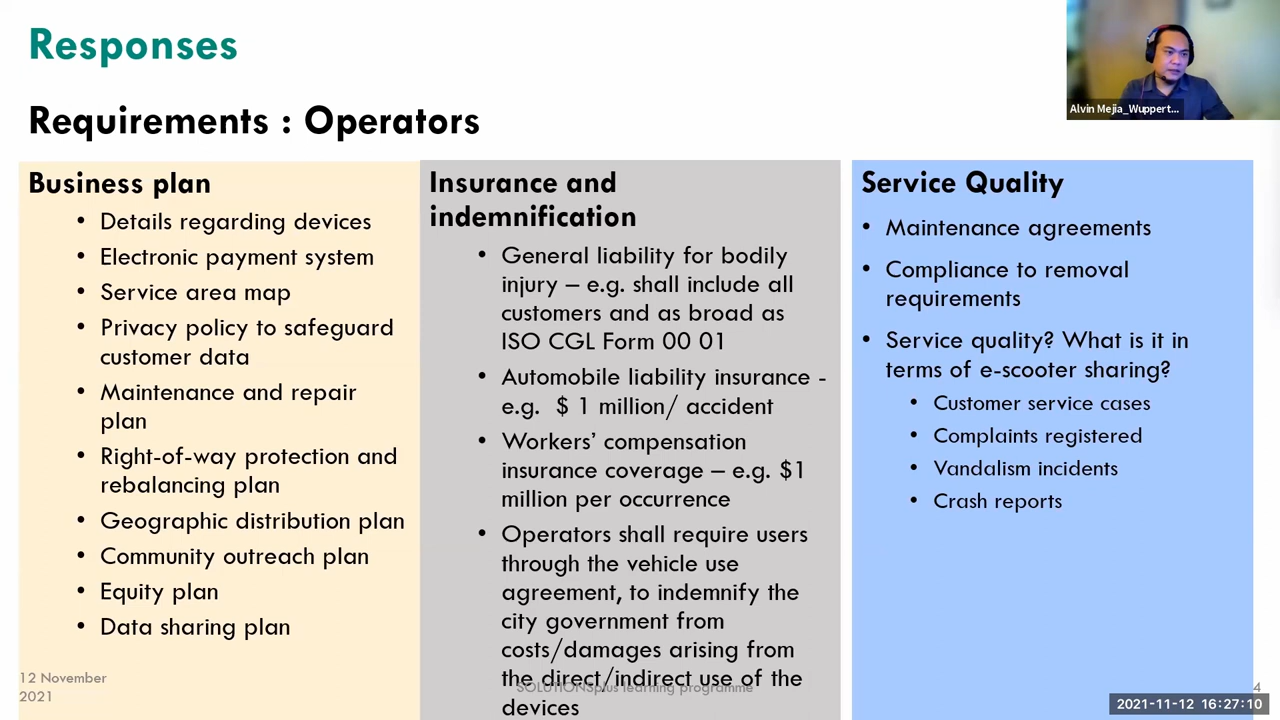 Responses
Requirements : Operators
Alvin Mejia_Wuppert...
Business plan
• Details regarding devices
• Electronic payment system
• Service area map
• Privacy policy to safeguard
customer data
• Maintenance and repair
plan
• Right-of-way protection and
rebalancing plan
• Geographic distribution plan
• Community outreach plan
• Equity plan
• Data sharing plan
Insurance and
indemnification
• General liability for bodily
injury – e.g. shall include all
customers and as broad as
ISO CGL Form 00 01
• Automobile liability insurance -
e.g. $ 1 million/ accident
• Workers’ compensation
insurance coverage – e.g. $1
million per occurrence
• Operators shall require users
through the vehicle use
agreement, to indemnify the
city government from
costs/damages arising from
the direct/indirect use of the
devices
Service Quality
• Maintenance agreements
• Compliance to removal
requirements
• Service quality? What is it in
terms of e-scooter sharing?
• Customer service cases
• Complaints registered
• Vandalism incidents
• Crash reports
12 November
2021
SOLUTIONSplus learning programme
4
2021-11-12 16:27:10